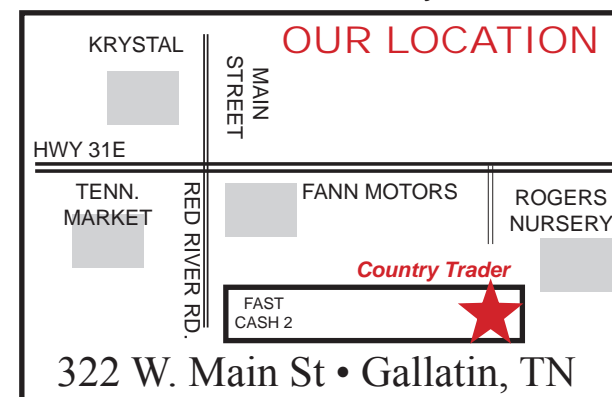 OUR LOCATION
KRYSTAL
MAIN
STREET
HWY 31E
TENN.
MARKET
RED RIVER RD.
FANN MOTORS
ROGERS
NURSERY
Country Trader
FAST
CASH 2
322 W. Main St • Gallatin, TN